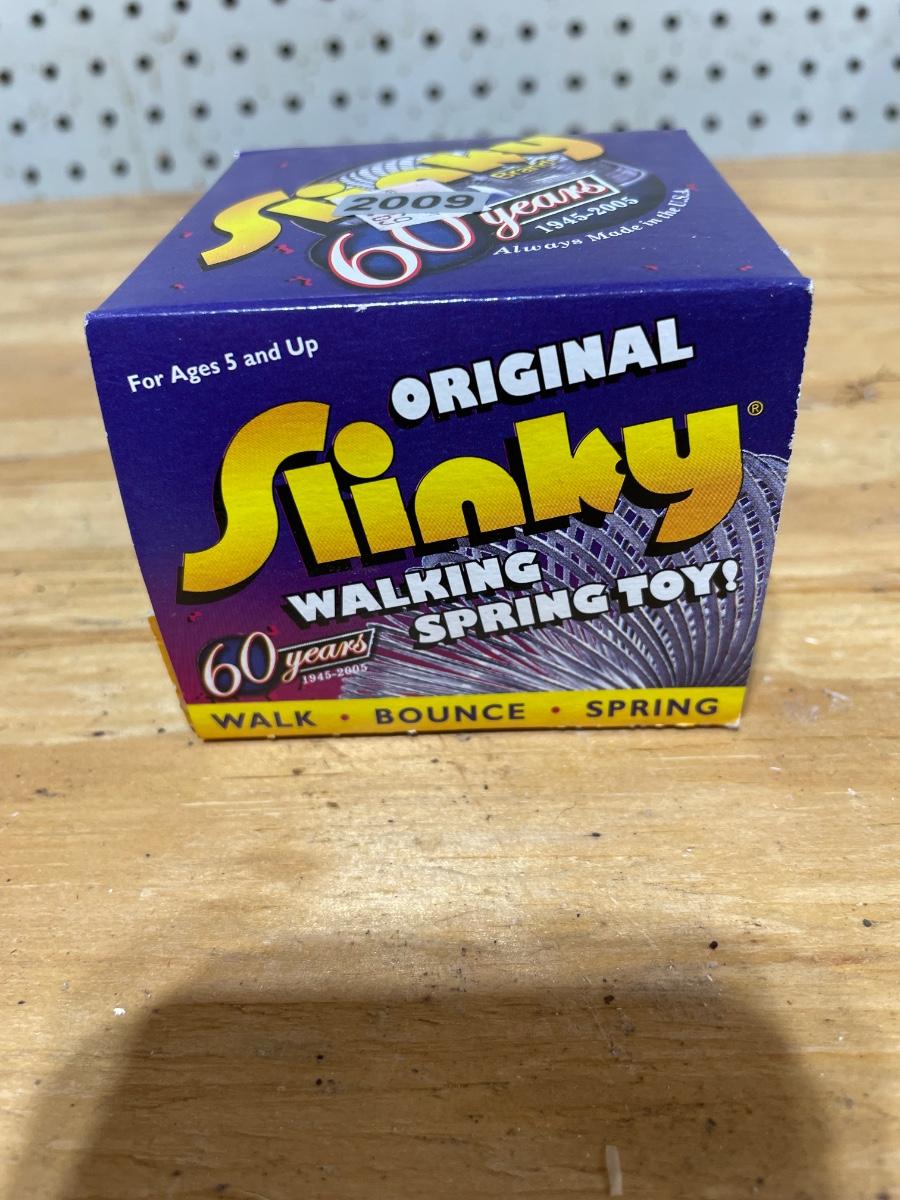 Slinky
Brand
2009
60 years
1945-2005
Always Made in the U.S.A.
For Ages 5 and Up
ORIGINAL
Slinky®
WALKING
SPRING TOY!
60 years
1945-2005
WALK • BOUNCE • SPRING